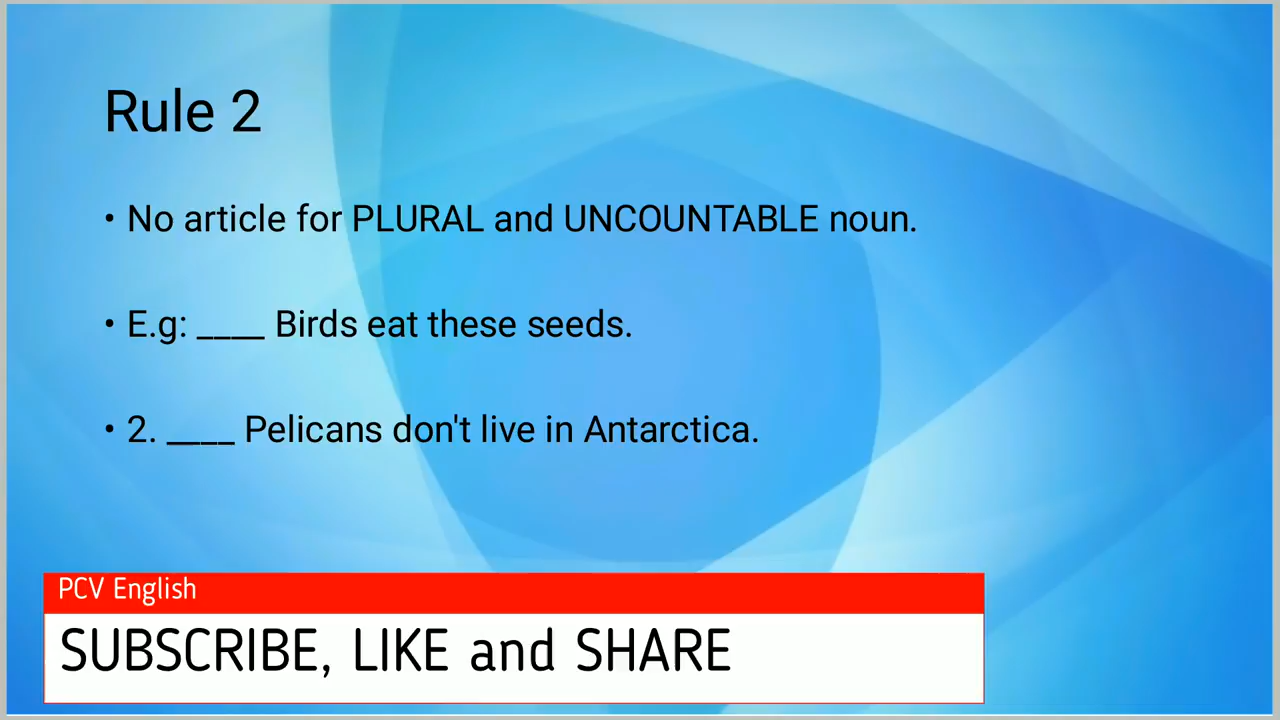 Rule 2
• No article for PLURAL and UNCOUNTABLE noun.
• E.g: ____ Birds eat these seeds.
• 2. ____ Pelicans don't live in Antarctica.
PCV English
SUBSCRIBE, LIKE and SHARE